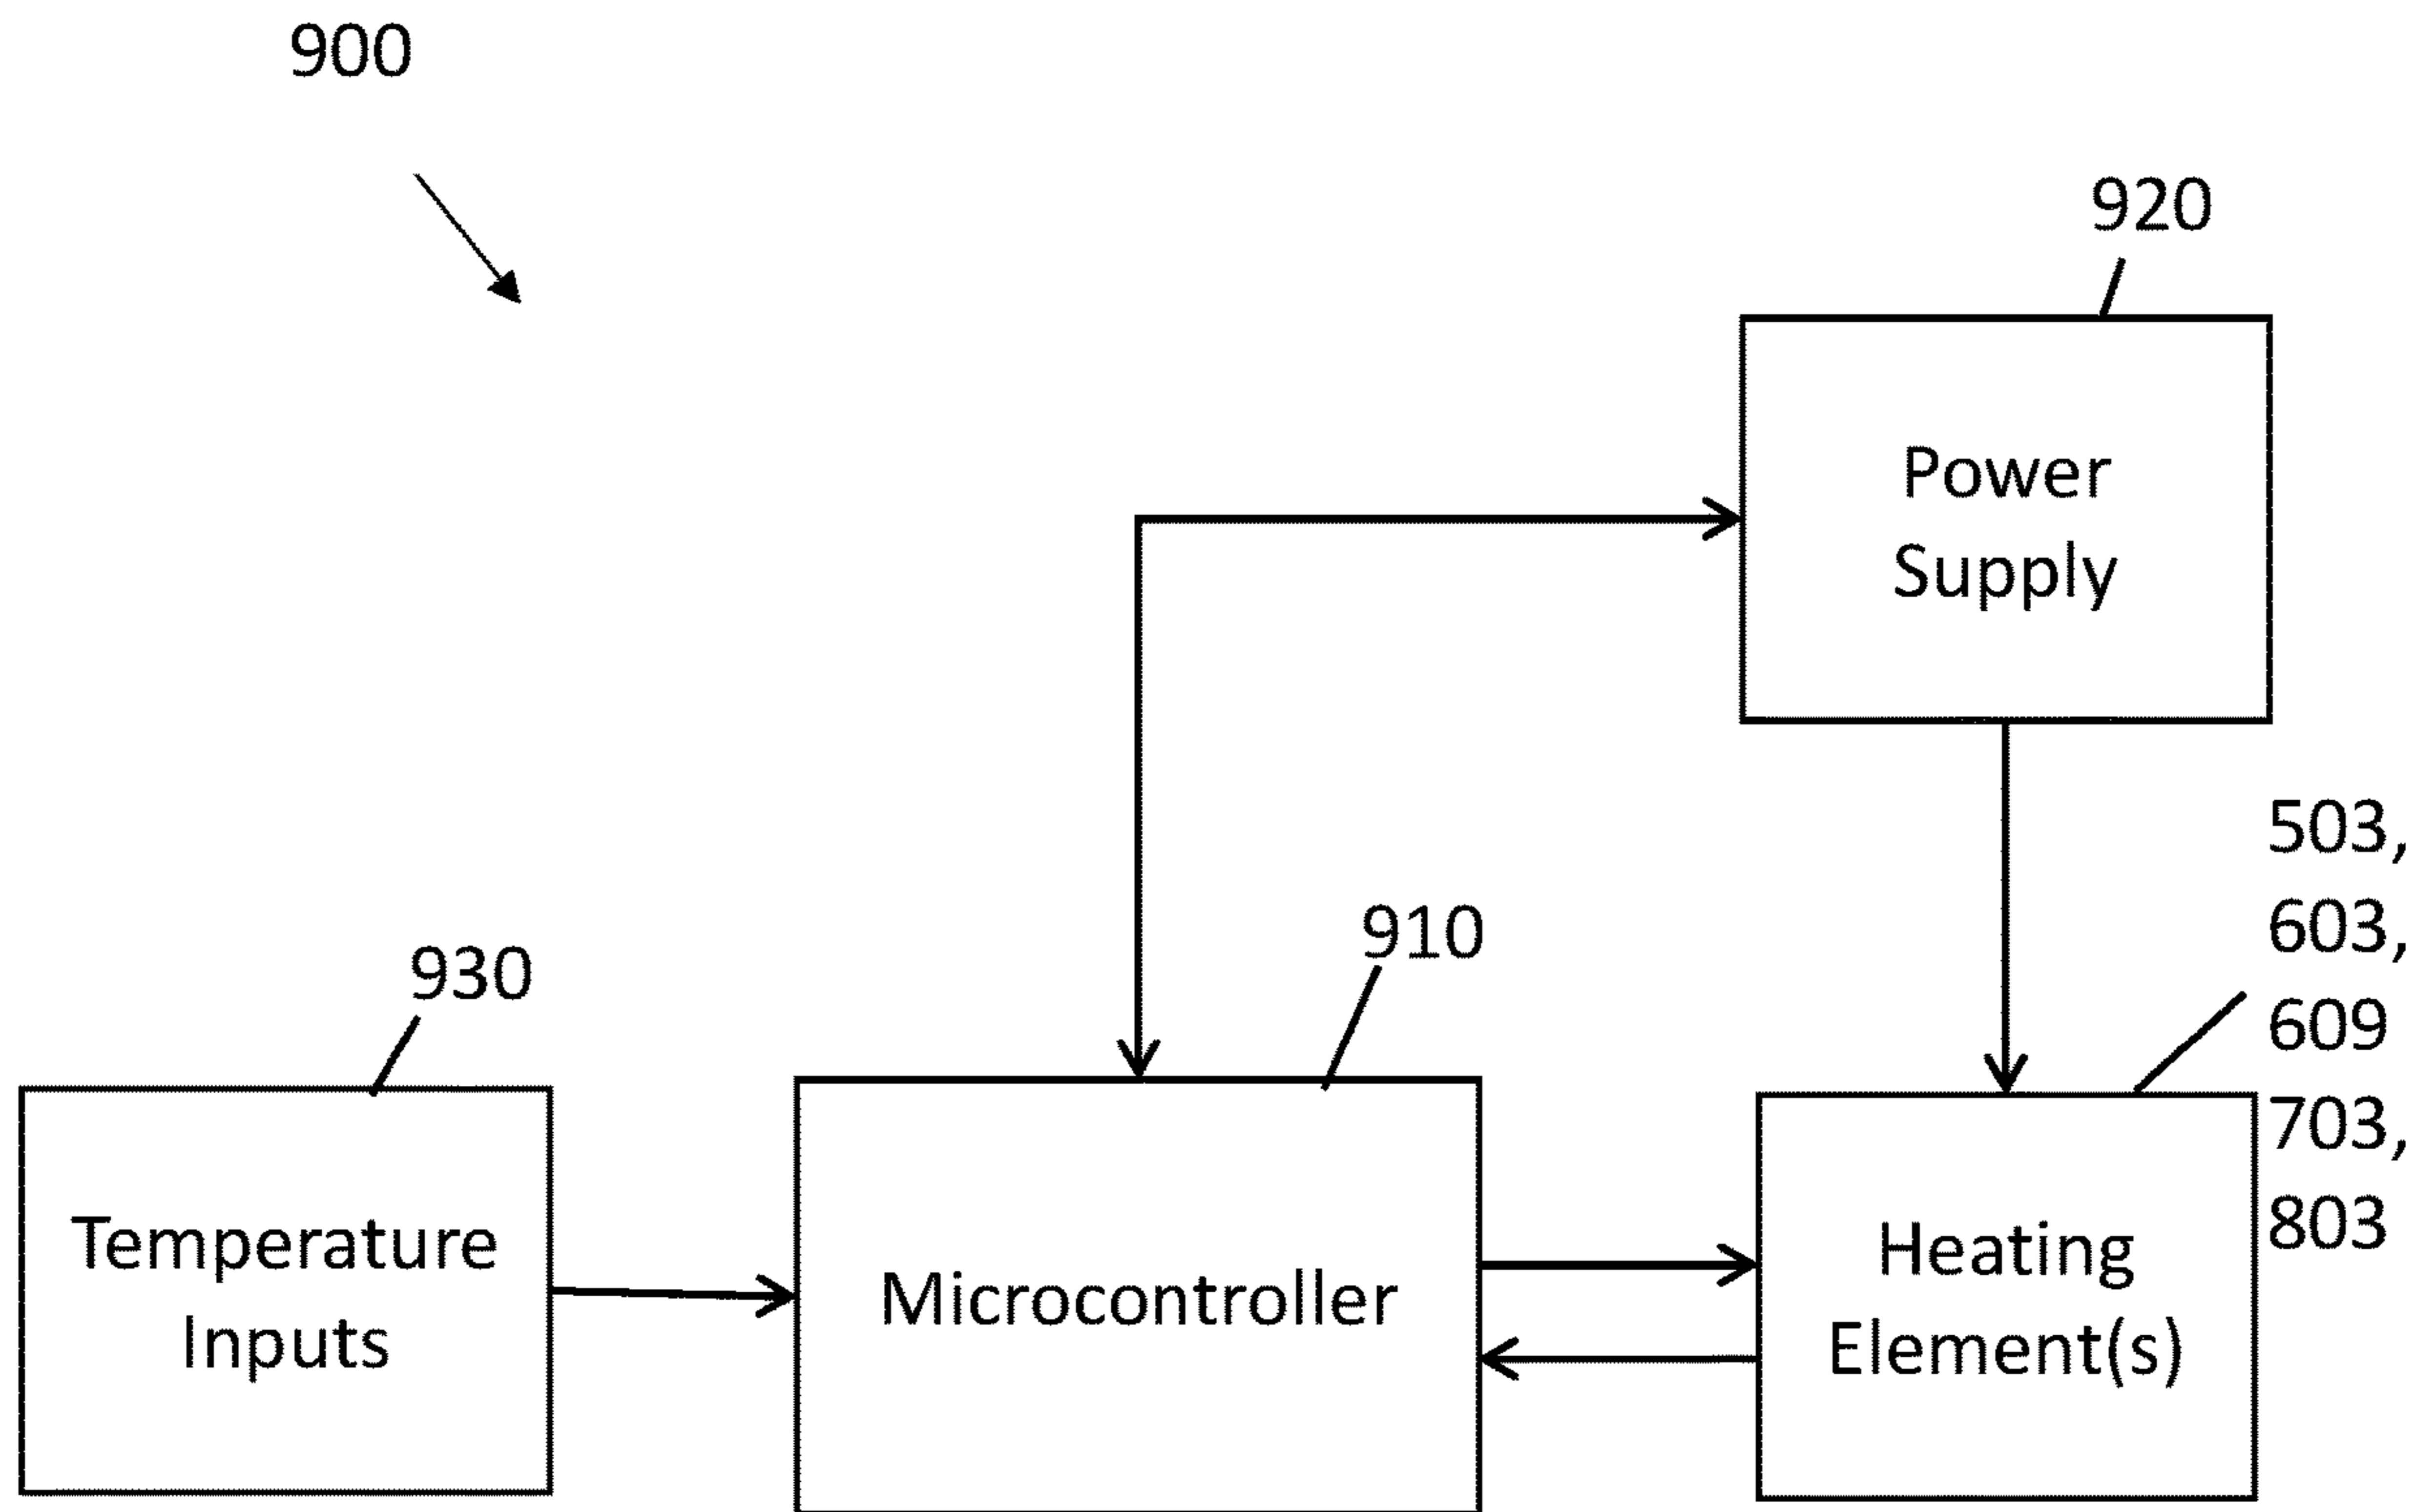 900
920
Power
Supply
503,
603,
609
703,
803
910
930
Temperature
Inputs
Microcontroller
Heating
Element(s)